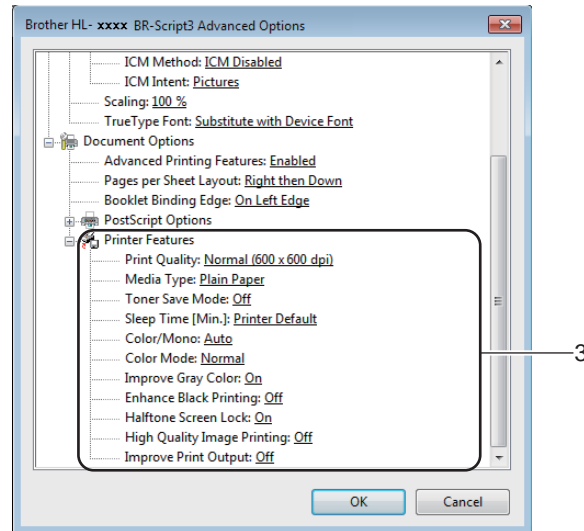 Brother HL- xxxx BR-Script3 Advanced Options
ICM Method: ICM Disabled
ICM Intent: Pictures
Scaling: 100 %
TrueType Font: Substitute with Device Font
Document Options
Advanced Printing Features: Enabled
Pages per Sheet Layout: Right then Down
Booklet Binding Edge: On Left Edge
PostScript Options
Printer Features
Print Quality: Normal (600 x 600 dpi)
Media Type: Plain Paper
Toner Save Mode: Off
Sleep Time [Min.]: Printer Default
Color/Mono: Auto
Color Mode: Normal
Improve Gray Color: On
Enhance Black Printing: Off
Halftone Screen Lock: On
High Quality Image Printing: Off
Improve Print Output: Off
3
OK Cancel